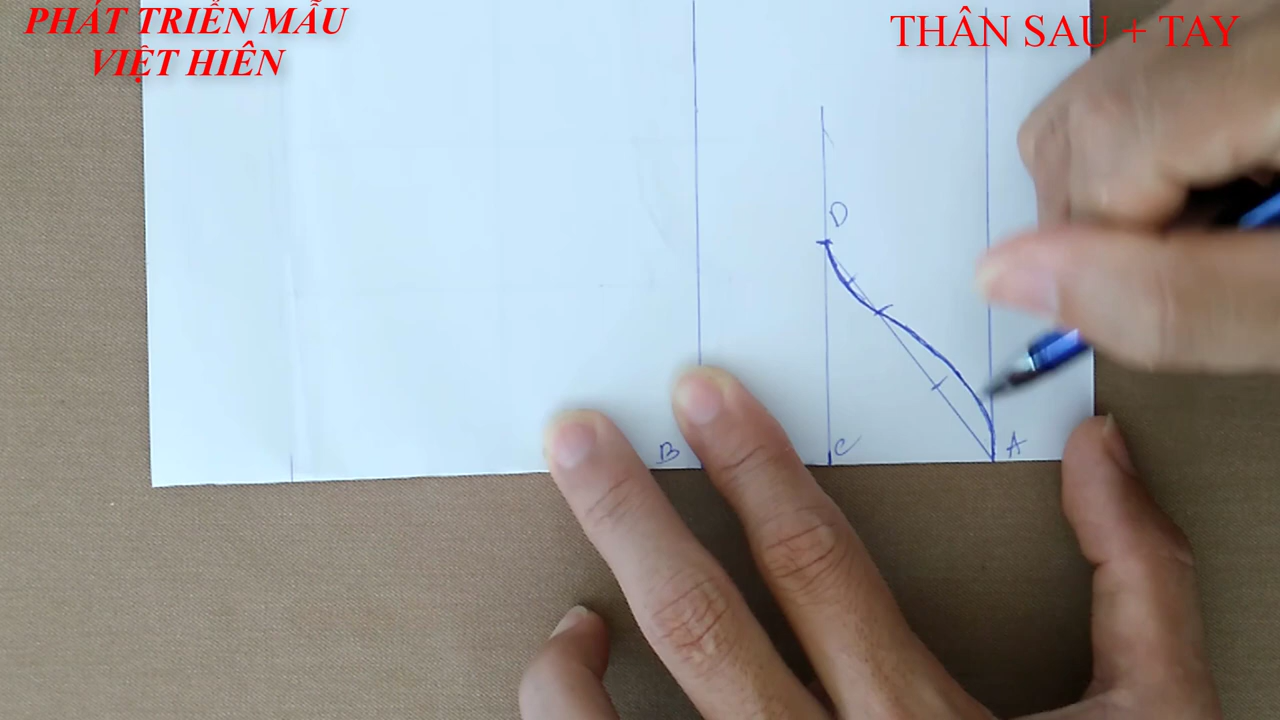 PHÁT TRIỂN MẪU
VIỆT HIÊN
THÂN SAU + TAY
D
B
C
A